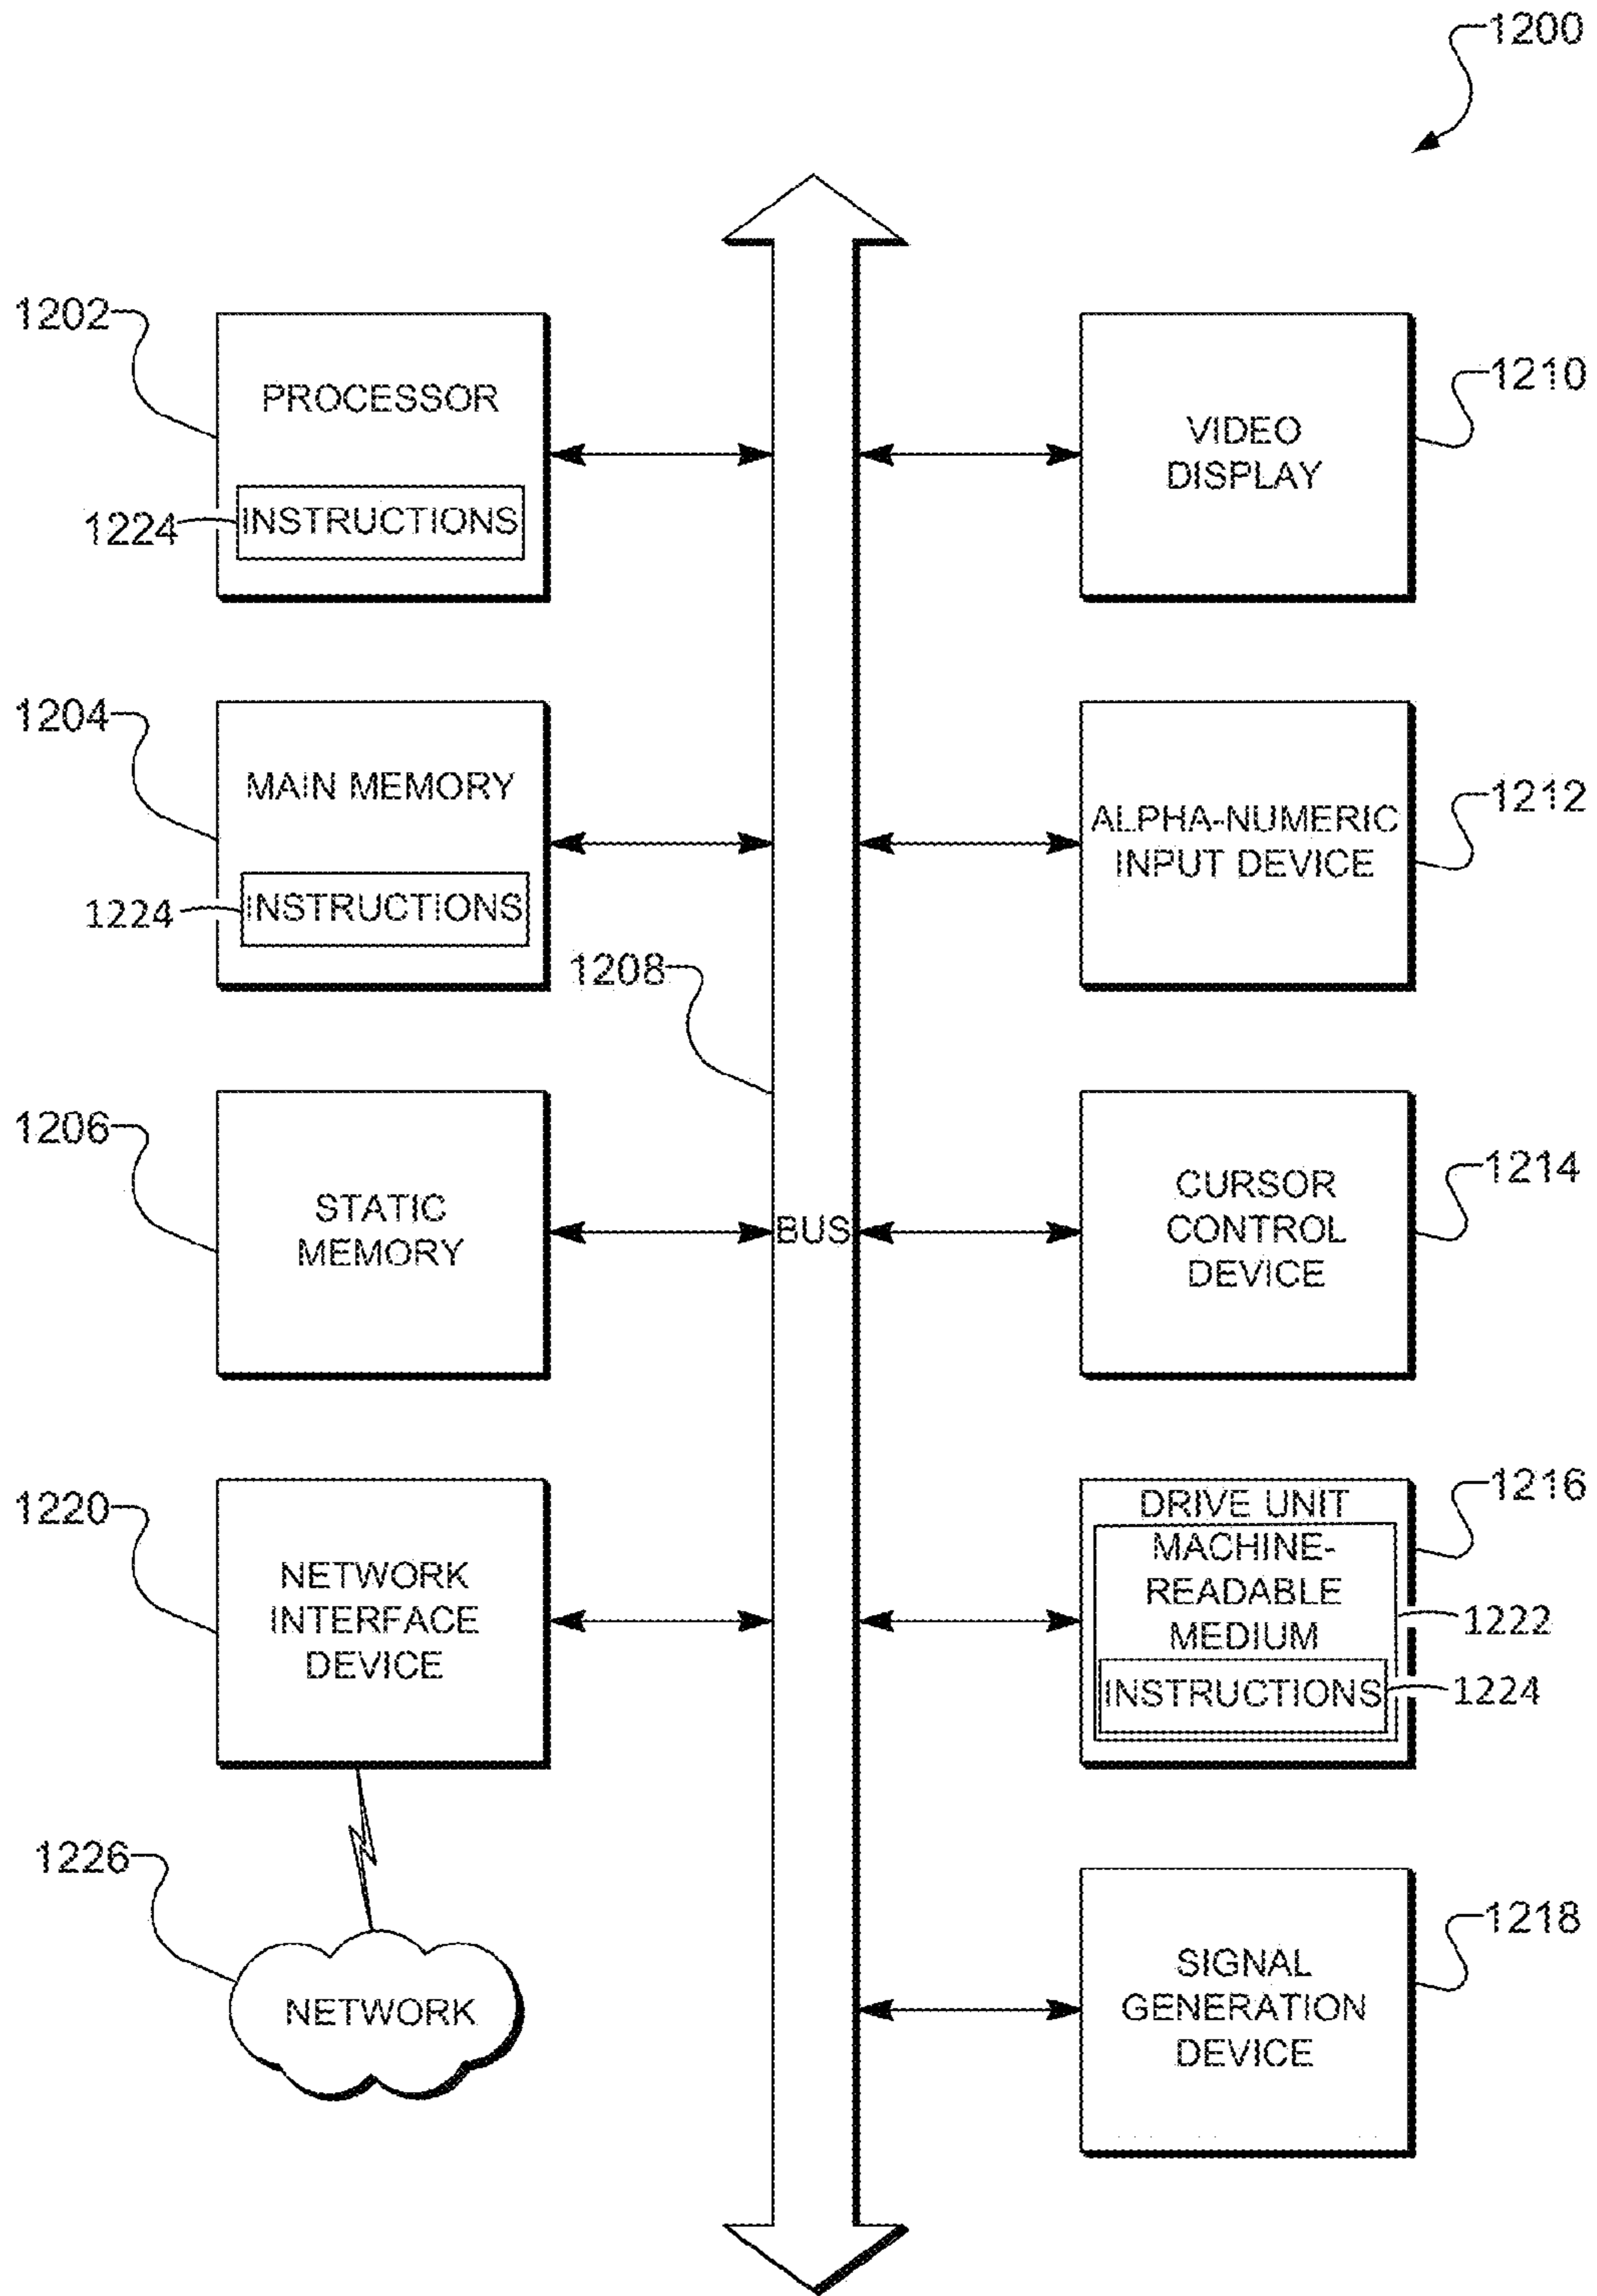 1200
1202
PROCESSOR
1224
INSTRUCTIONS
1210
VIDEO
DISPLAY
1204
MAIN MEMORY
1224
INSTRUCTIONS
1212
ALPHA-NUMERIC
INPUT DEVICE
1208
1206
STATIC
MEMORY
BUS
1214
CURSOR
CONTROL
DEVICE
1220
NETWORK
INTERFACE
DEVICE
1216
DRIVE UNIT
MACHINE-
READABLE
MEDIUM
1222
INSTRUCTIONS
1224
1226
NETWORK
1218
SIGNAL
GENERATION
DEVICE